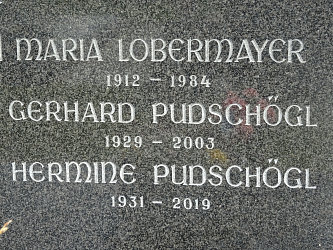 MARIA LOBERMAYER
1912 – 1984
GERHARD PUDSCHÖGL
1929 – 2003
HERMINE PUDSCHÖGL
1931 – 2019